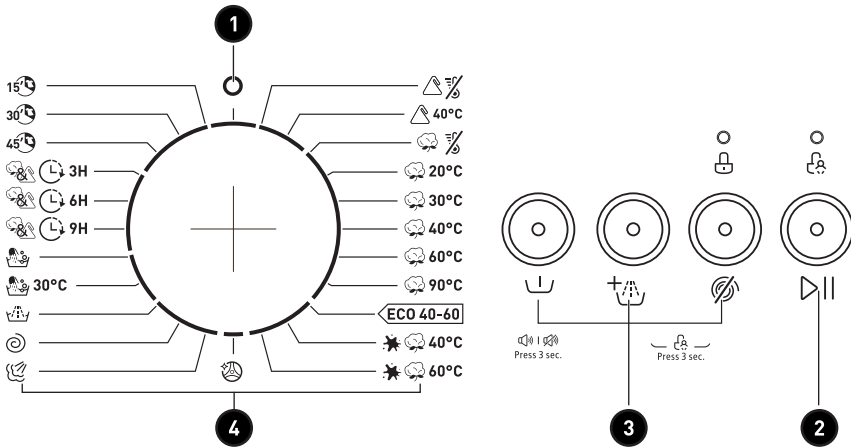 1
15'
30'
45'
& 3H
& 6H
& 9H
30°C
40°C
20°C
30°C
40°C
60°C
90°C
ECO 40-60
40°C
60°C
4
Press 3 sec.
Press 3 sec.
3
2